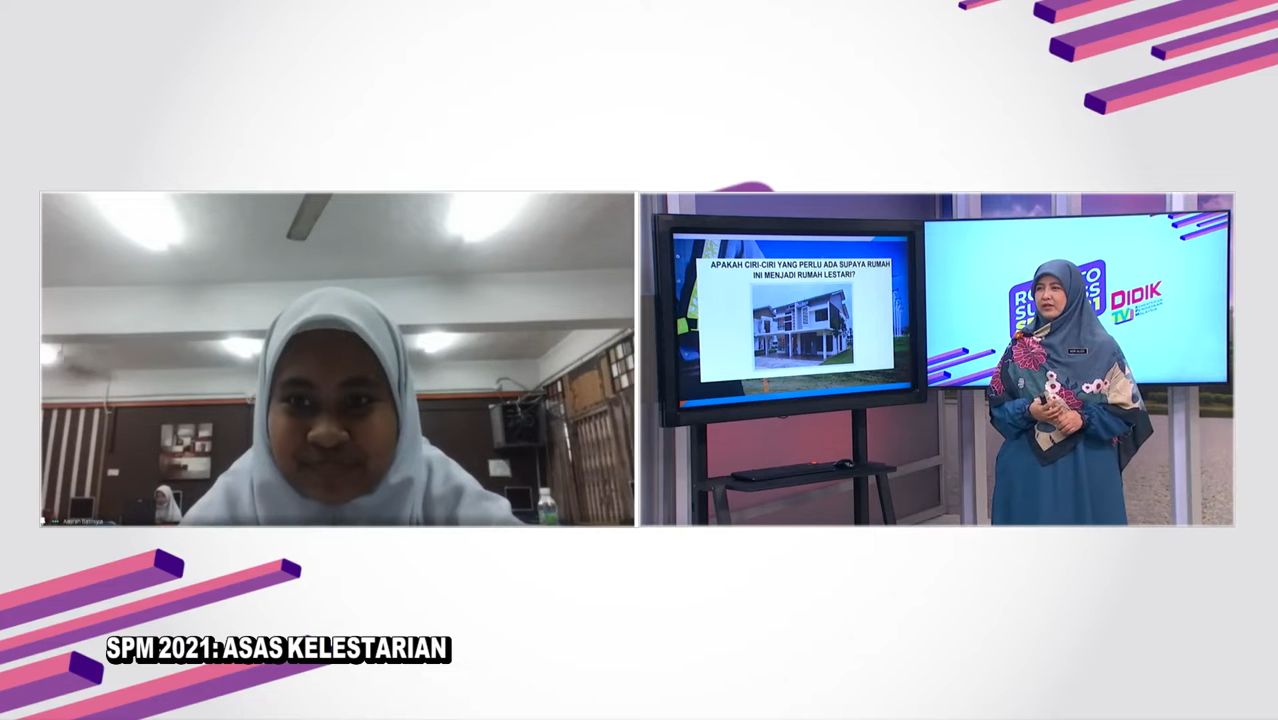 APAKAH CIRI-CIRI YANG PERLU ADA SUPAYA RUMAH
INI MENJADI RUMAH LESTARI?
DIDIK
TV
SPM 2021: ASAS KELESTARIAN